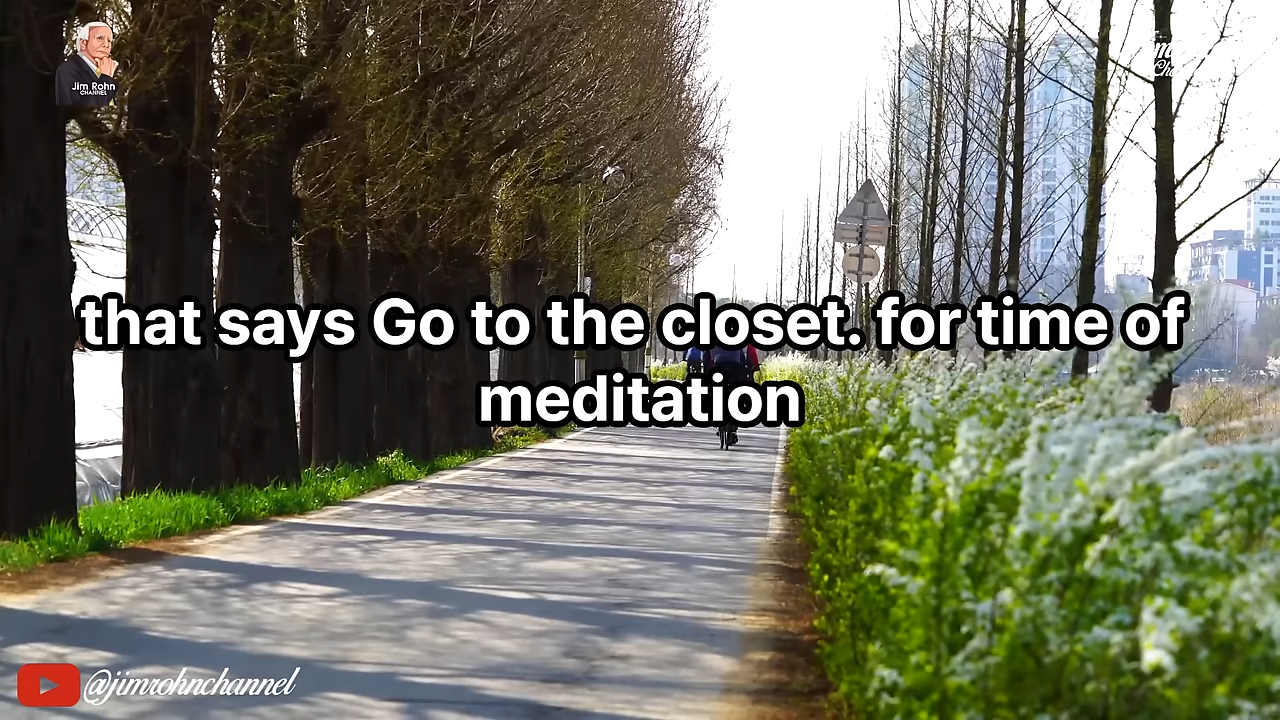 Jim Rohn
CHANNEL
that says Go to the closet. for time of
meditation
@jimrohnchannel